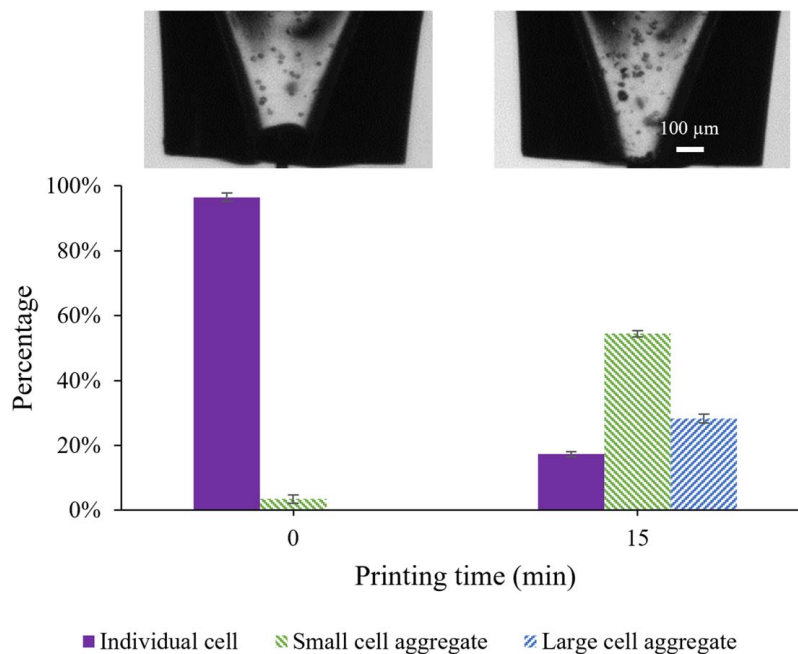 100 µm
100%
80%
60%
40%
20%
0%
Percentage
0
15
Printing time (min)
Individual cell
Small cell aggregate
Large cell aggregate